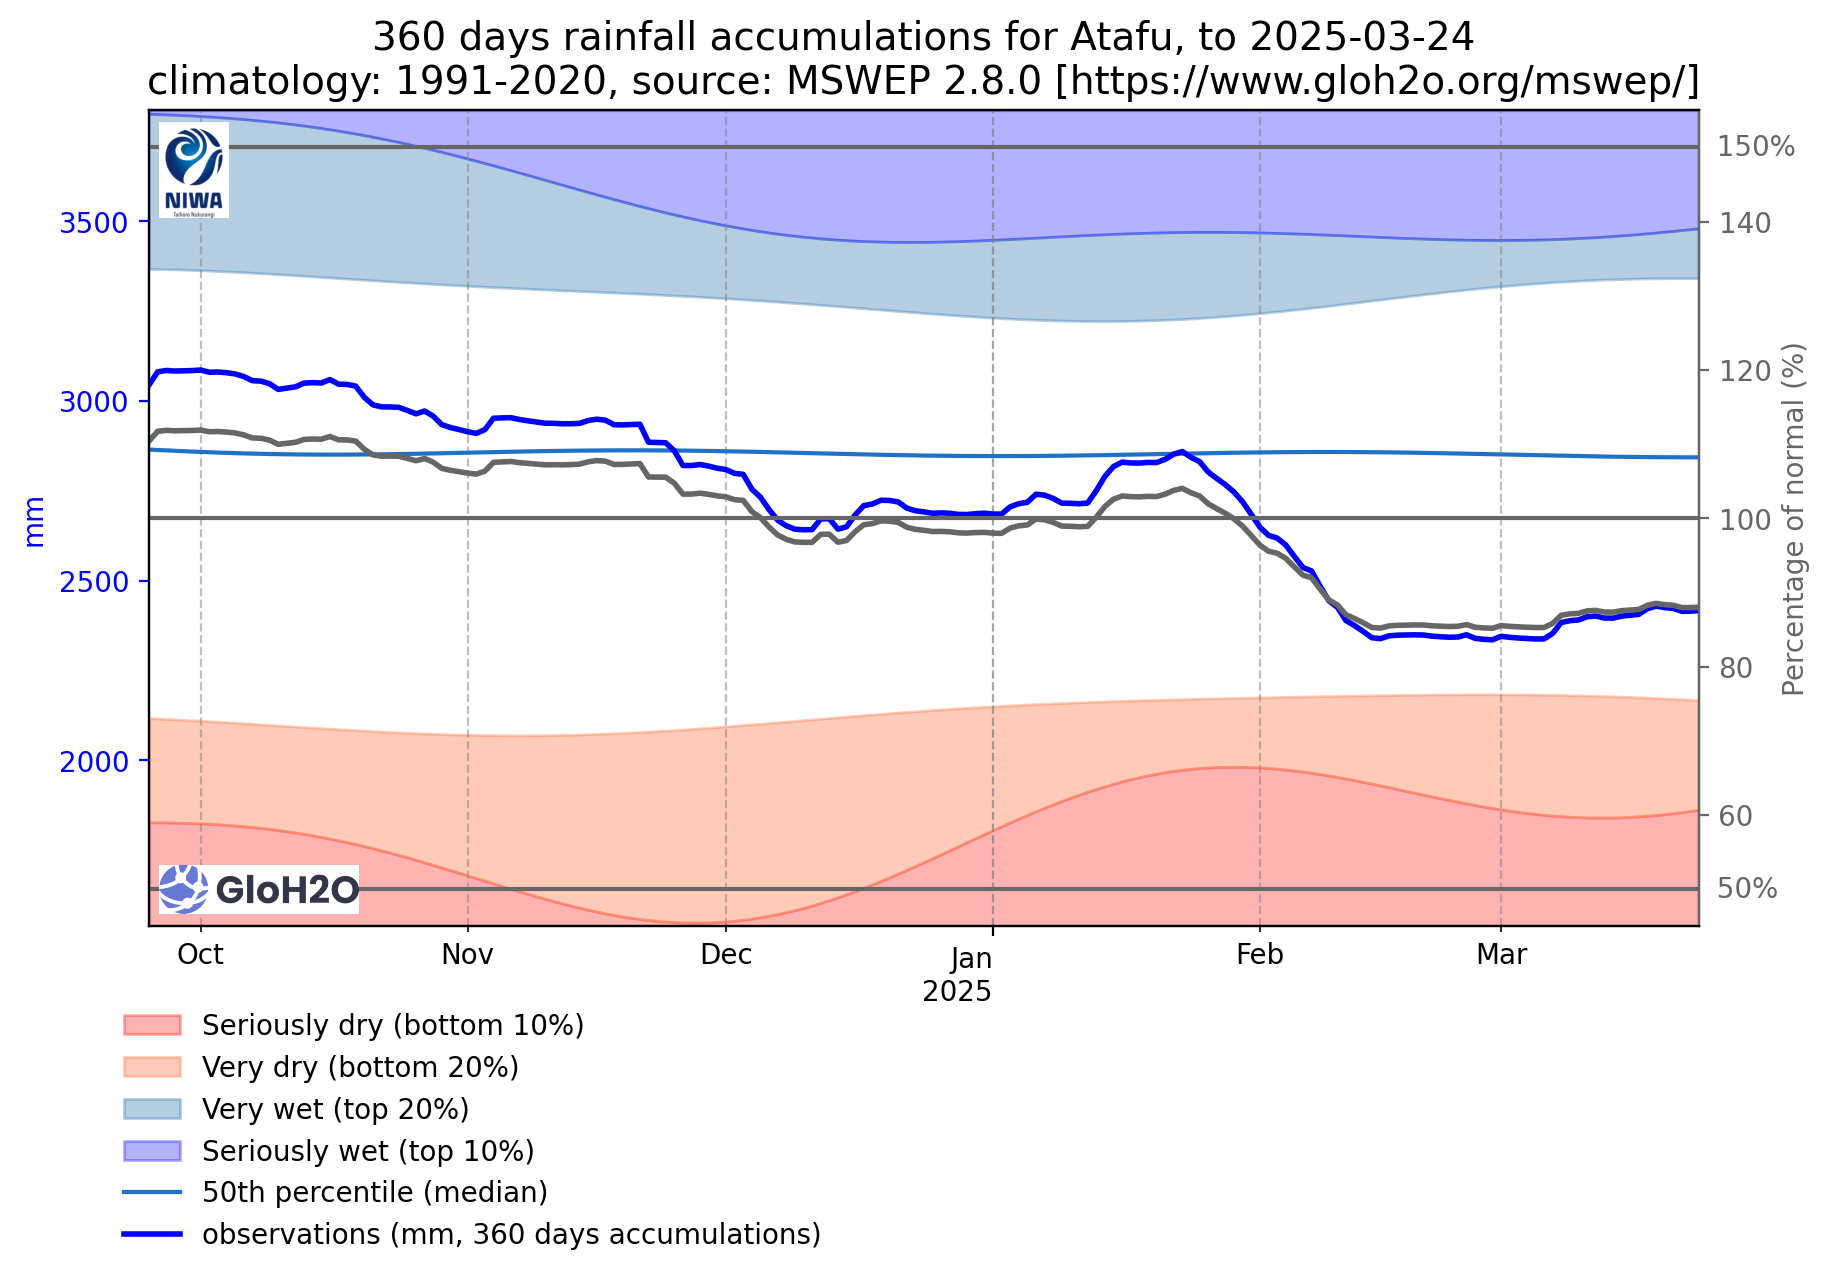 360 days rainfall accumulations for Atafu, to 2025-03-24
climatology: 1991-2020, source: MSWEP 2.8.0 [https://www.gloh2o.org/mswep/]
NIWA
Taihoro Nukurangi
150%
3500
140
3000
120
mm
Percentage of normal (%)
100
2500
80
2000
60
GloH2O
50%
Oct
Nov
Dec
Jan
2025
Feb
Mar
Seriously dry (bottom 10%)
Very dry (bottom 20%)
Very wet (top 20%)
Seriously wet (top 10%)
50th percentile (median)
observations (mm, 360 days accumulations)